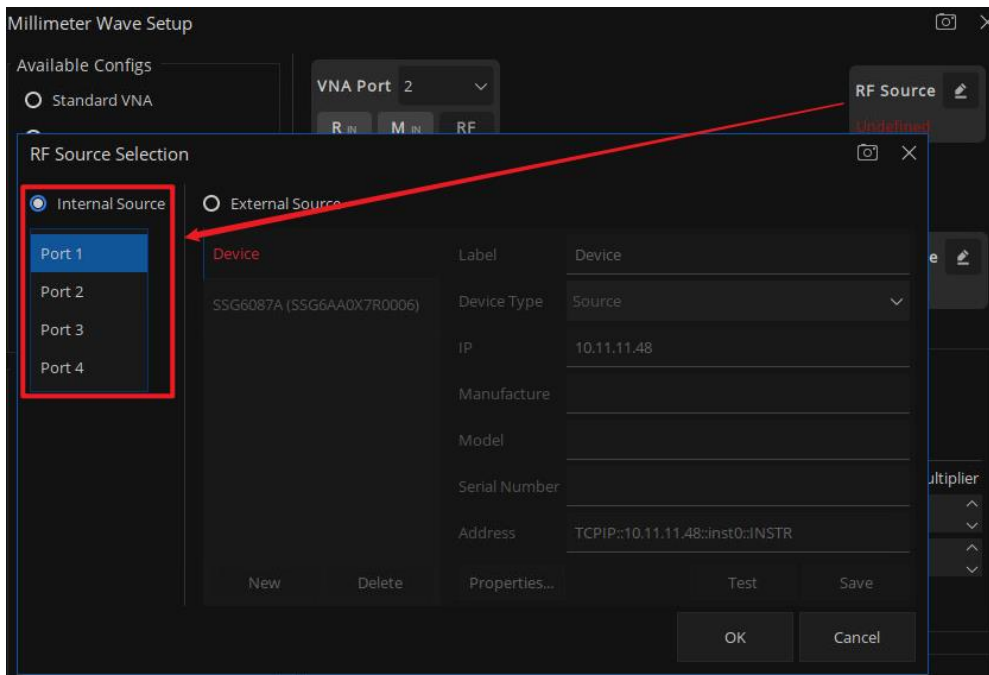 Millimeter Wave Setup
Available Configs
Standard VNA
VNA Port 2
R IN M IN RF
RF Source
Undefined
RF Source Selection
Internal Source
External Source
Port 1
Port 2
Port 3
Port 4
Device
SSG6087A (SSG6AA0X7R0006)
New Delete
Label Device
Device Type Source
IP 10.11.11.48
Manufacture
Model
Serial Number
Address TCPIP::10.11.11.48::inst0::INSTR
Properties... Test Save
OK Cancel
e
ultiplier